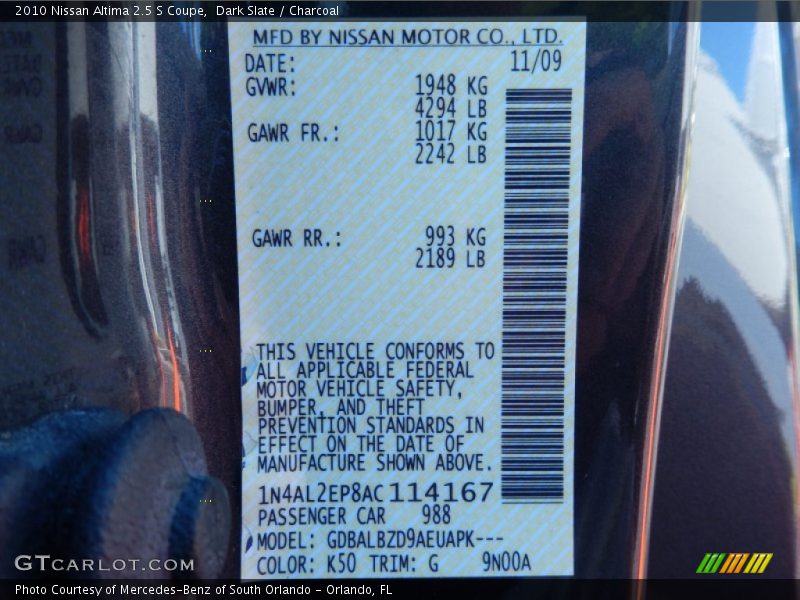 2010 Nissan Altima 2.5 S Coupe, Dark Slate / Charcoal
MFD BY NISSAN MOTOR CO., LTD.
DATE: 11/09
GVWR: 1948 KG
4294 LB
GAWR FR.: 1017 KG
2242 LB
GAWR RR.: 993 KG
2189 LB
THIS VEHICLE CONFORMS TO
ALL APPLICABLE FEDERAL
MOTOR VEHICLE SAFETY,
BUMPER, AND THEFT
PREVENTION STANDARDS IN
EFFECT ON THE DATE OF
MANUFACTURE SHOWN ABOVE.
1N4AL2EP8AC114167
PASSENGER CAR 988
MODEL: GDBALBZD9AEUAPK---
COLOR: K50 TRIM: G 9N00A
GTcarlot.com
Photo Courtesy of Mercedes-Benz of South Orlando - Orlando, FL